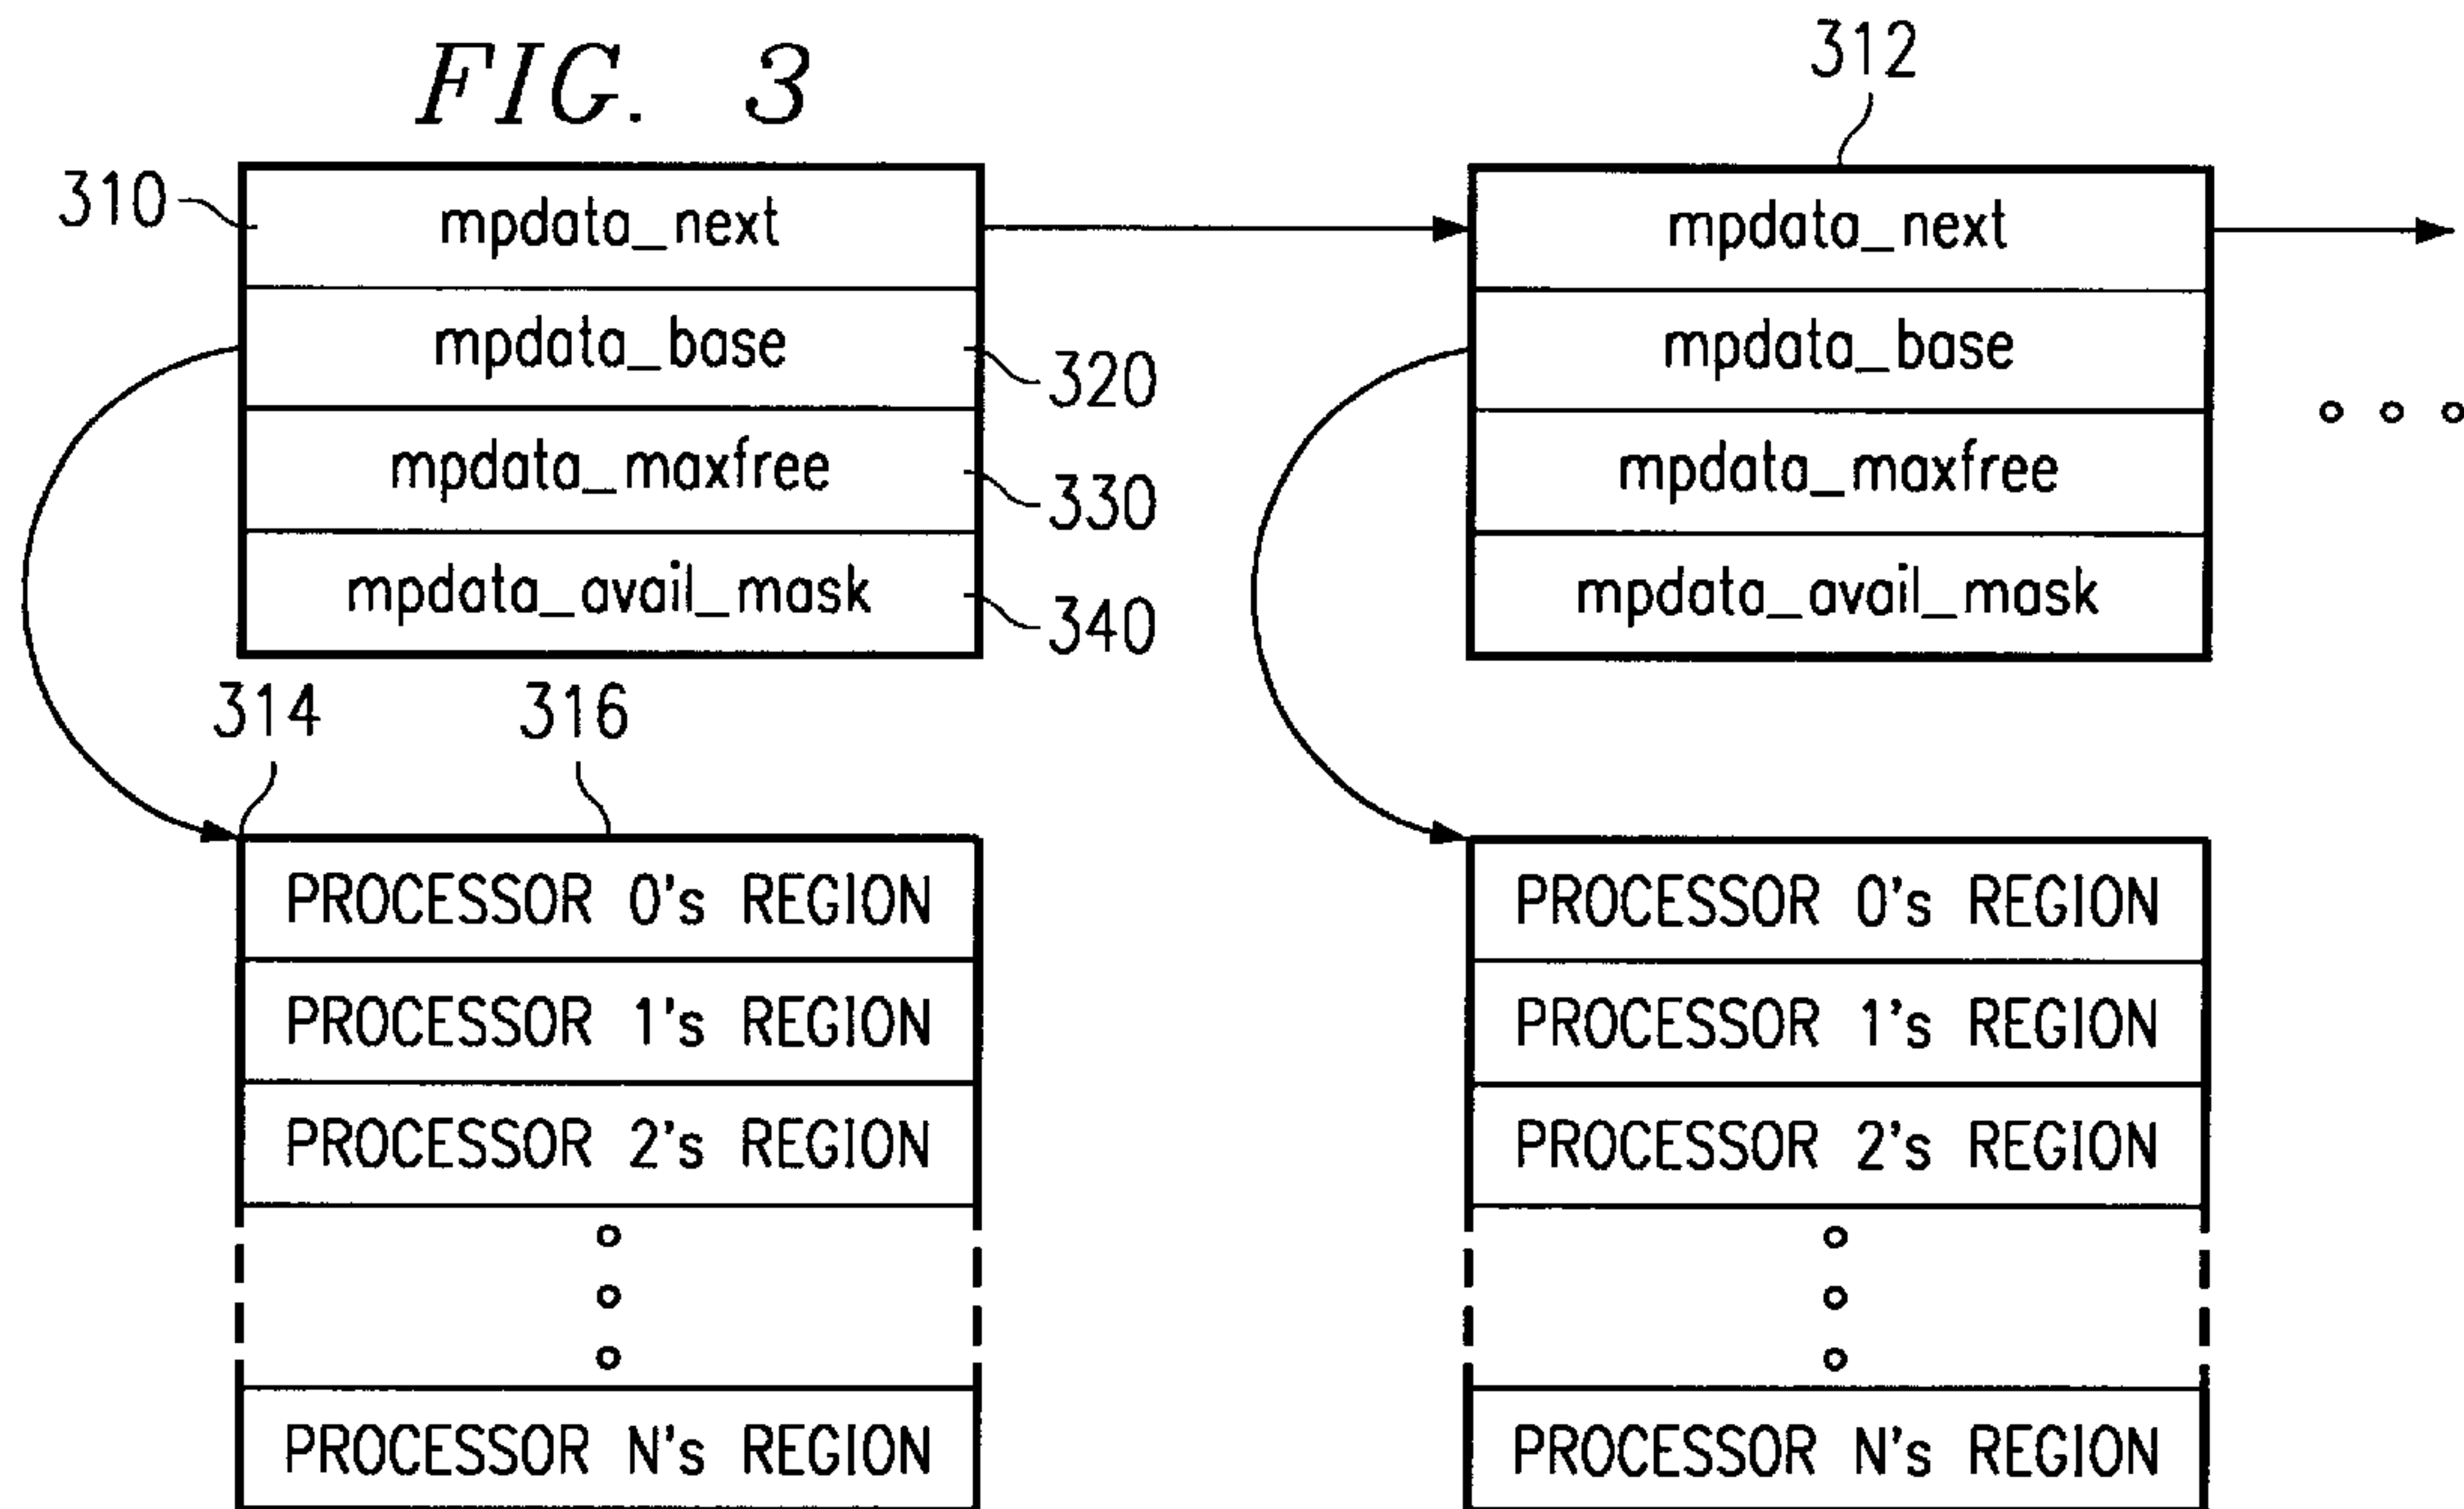 FIG. 3
312
310
mpdata_next
mpdata_base
320
mpdata_maxfree
330
mpdata_avail_mask
340
mpdata_next
mpdata_base
mpdata_maxfree
mpdata_avail_mask
314
316
PROCESSOR 0's REGION
PROCESSOR 1's REGION
PROCESSOR 2's REGION
PROCESSOR N's REGION
PROCESSOR 0's REGION
PROCESSOR 1's REGION
PROCESSOR 2's REGION
PROCESSOR N's REGION